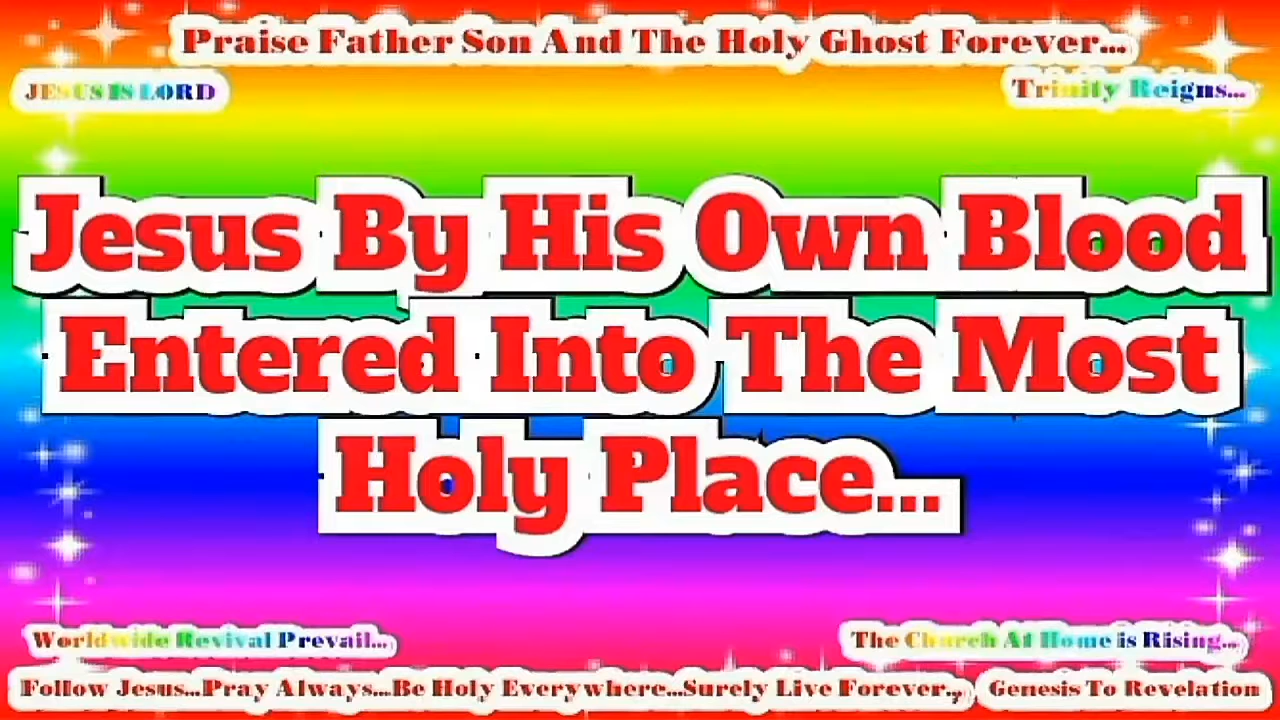 Praise Father Son And The Holy Ghost Forever...
JESUS IS LORD
Trinity Reigns...
Jesus By His Own Blood
Entered Into The Most
Holy Place...
Worldwide Revival Prevail...
The Church At Home is Rising...
Follow Jesus...Pray Always...Be Holy Everywhere...Surely Live Forever.,,
Genesis To Revelation